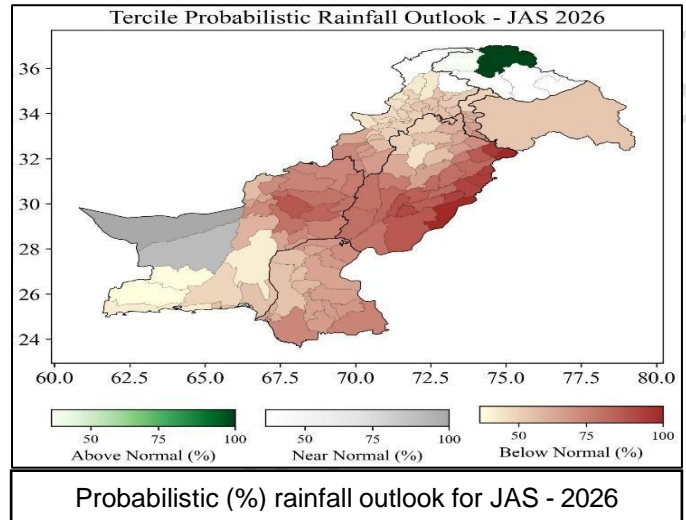 Tercile Probabilistic Rainfall Outlook - JAS 2026
36
34
32
30
28
26
24
60.0 62.5 65.0 67.5 70.0 72.5 75.0 77.5 80.0
50 75 100 50 75 100 50 75 100
Above Normal (%) Near Normal (%) Below Normal (%)
Probabilistic (%) rainfall outlook for JAS - 2026